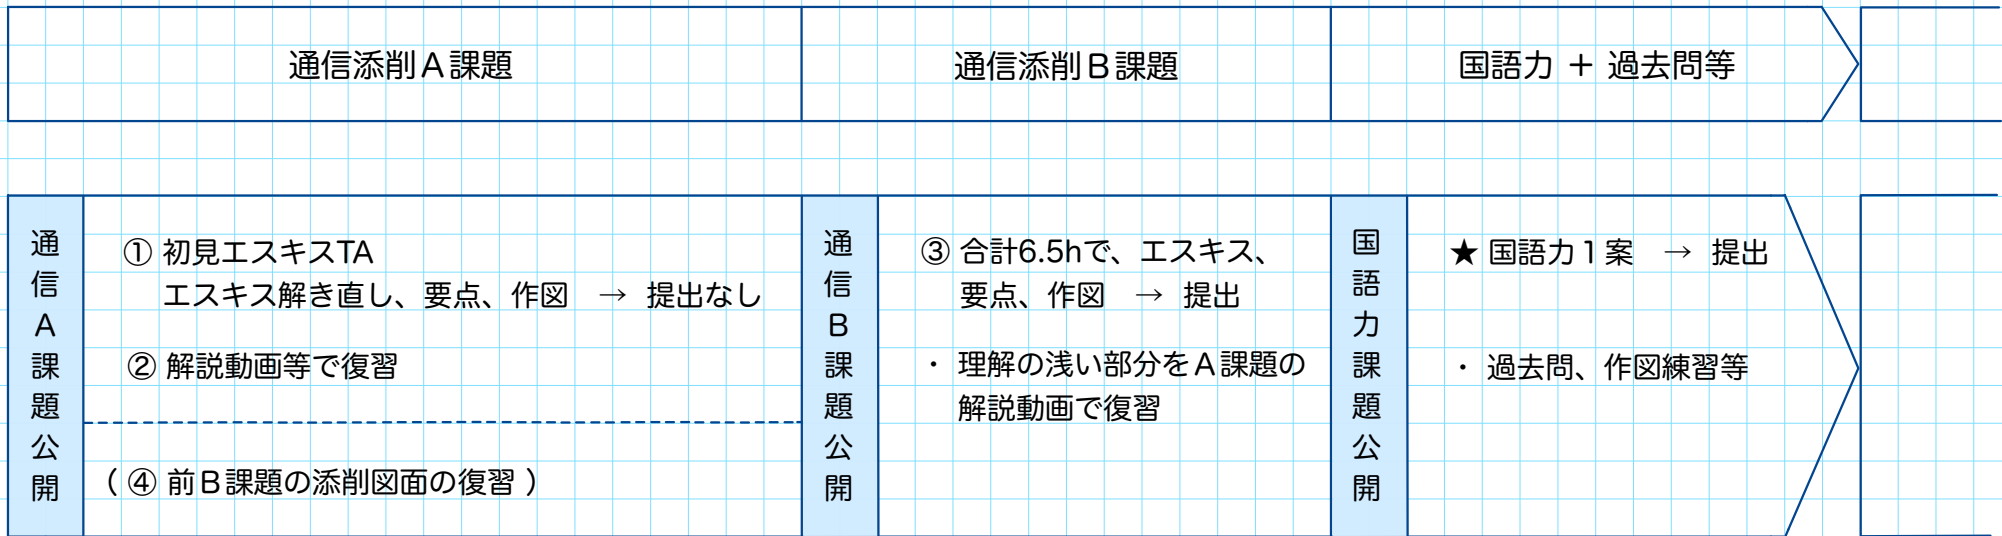 通信添削A課題
通信添削B課題
国語力 ＋ 過去問等
通信A課題公開
① 初見エスキスTA
エスキス解き直し、要点、作図 → 提出なし
② 解説動画等で復習
（ ④ 前B課題の添削図面の復習 ）
通信B課題公開
③ 合計6.5hで、エスキス、
要点、作図 → 提出
・ 理解の浅い部分をA課題の
解説動画で復習
国語力課題公開
★ 国語力1案 → 提出
・ 過去問、作図練習等